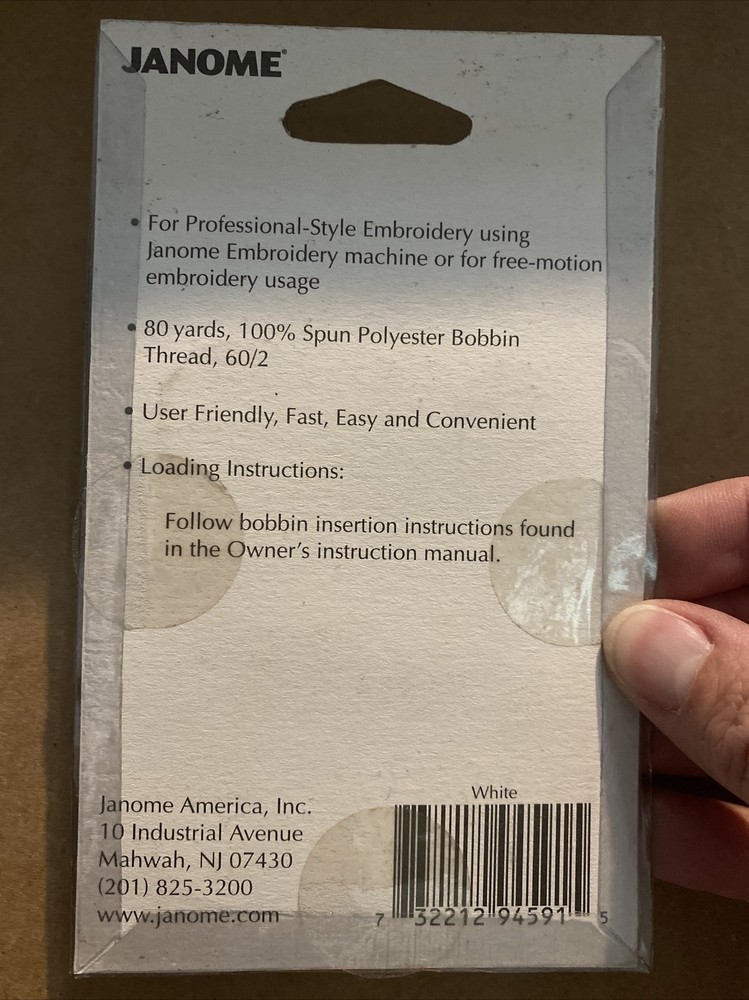 JANOME®
• For Professional-Style Embroidery using
Janome Embroidery machine or for free-motion
embroidery usage
• 80 yards, 100% Spun Polyester Bobbin
Thread, 60/2
• User Friendly, Fast, Easy and Convenient
• Loading Instructions:
Follow bobbin insertion instructions found
in the Owner's instruction manual.
Janome America, Inc.
10 Industrial Avenue
Mahwah, NJ 07430
(201) 825-3200
www.janome.com
White
7 32212 94591 5